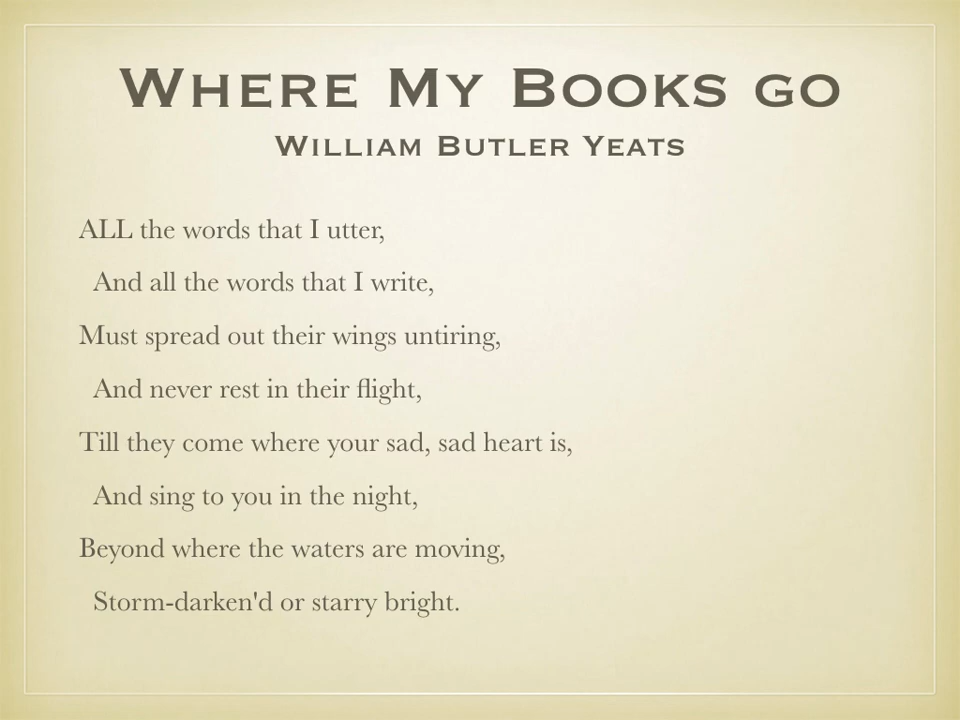 Where My Books go
William Butler Yeats
ALL the words that I utter,
And all the words that I write,
Must spread out their wings untiring,
And never rest in their flight,
Till they come where your sad, sad heart is,
And sing to you in the night,
Beyond where the waters are moving,
Storm-darken'd or starry bright.